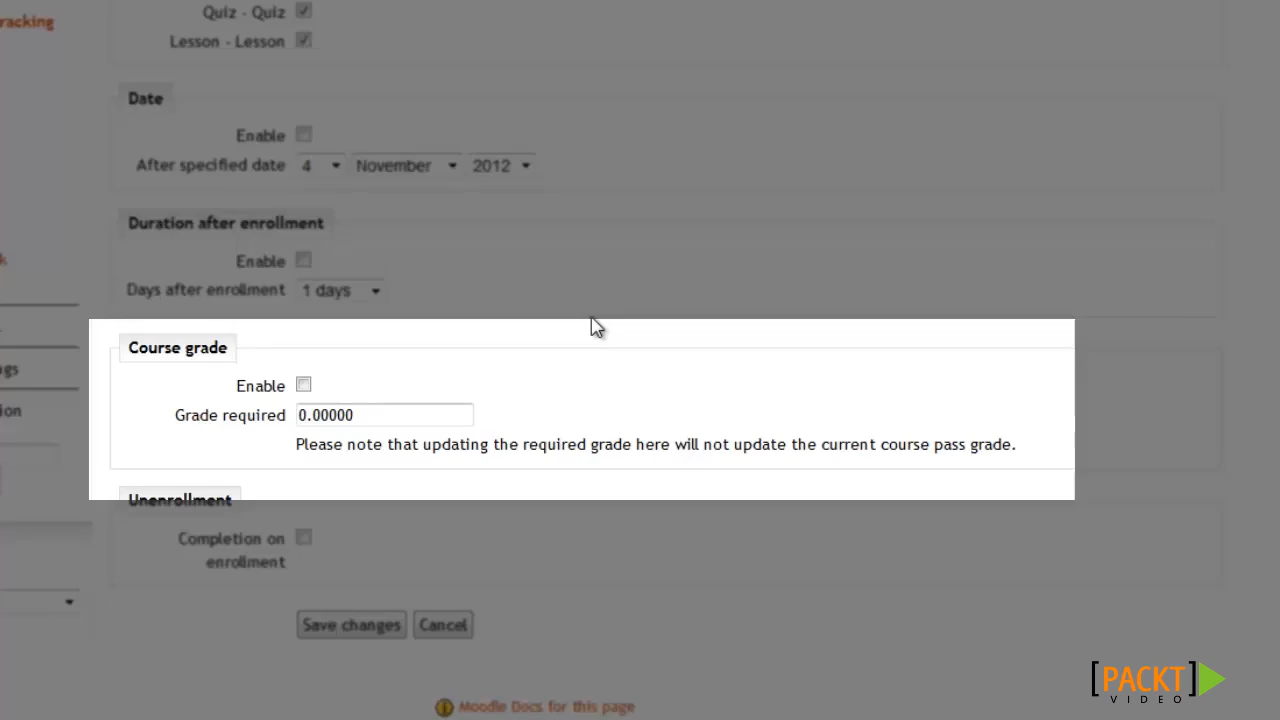 racking
Quiz - Quiz
Lesson - Lesson
Date
Enable
After specified date 4 November 2012
Duration after enrollment
Enable
Days after enrollment 1 days
Course grade
Enable
Grade required 0.00000
Please note that updating the required grade here will not update the current course pass grade.
Unenrollment
Completion on
enrollment
Save changes Cancel
Moodle Docs for this page
k
gs
ion
[PACKT]
VIDEO